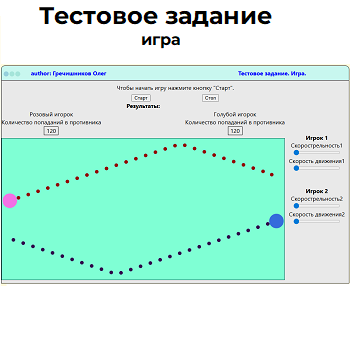 Тестовое задание
игра
author: Гречишников Олег
Тестовое задание. Игра.
Чтобы начать игру нажмите кнопку "Старт".
Старт
Стоп
Результаты:
Розовый игорок
Голубой игорок
Количество попаданий в противника
Количество попаданий в противника
120
120
Игрок 1
Скорострельность1
Скорость движения1
Игрок 2
Скорострельность2
Скорость движения2